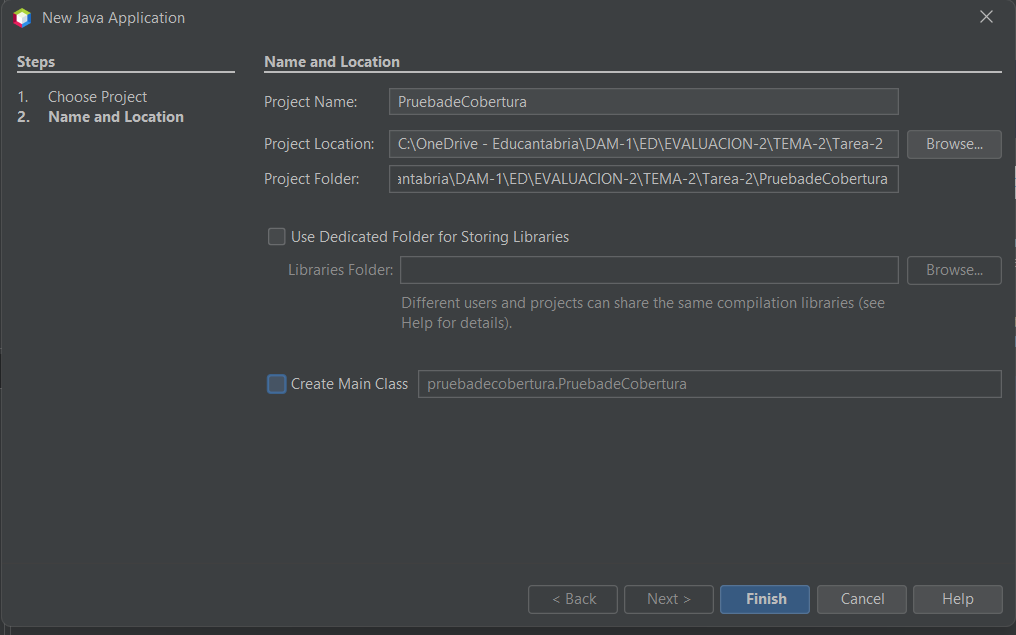 New Java Application
Steps
1. Choose Project
2. Name and Location
Name and Location
Project Name: PruebadeCobertura
Project Location: C:\OneDrive - Educantabria\DAM-1\ED\EVALUACION-2\TEMA-2\Tarea-2 Browse...
Project Folder: antabria\DAM-1\ED\EVALUACION-2\TEMA-2\Tarea-2\PruebadeCobertura
Use Dedicated Folder for Storing Libraries
Libraries Folder: Browse...
Different users and projects can share the same compilation libraries (see
Help for details).
Create Main Class pruebadecobertura.PruebadeCobertura
< Back Next > Finish Cancel Help